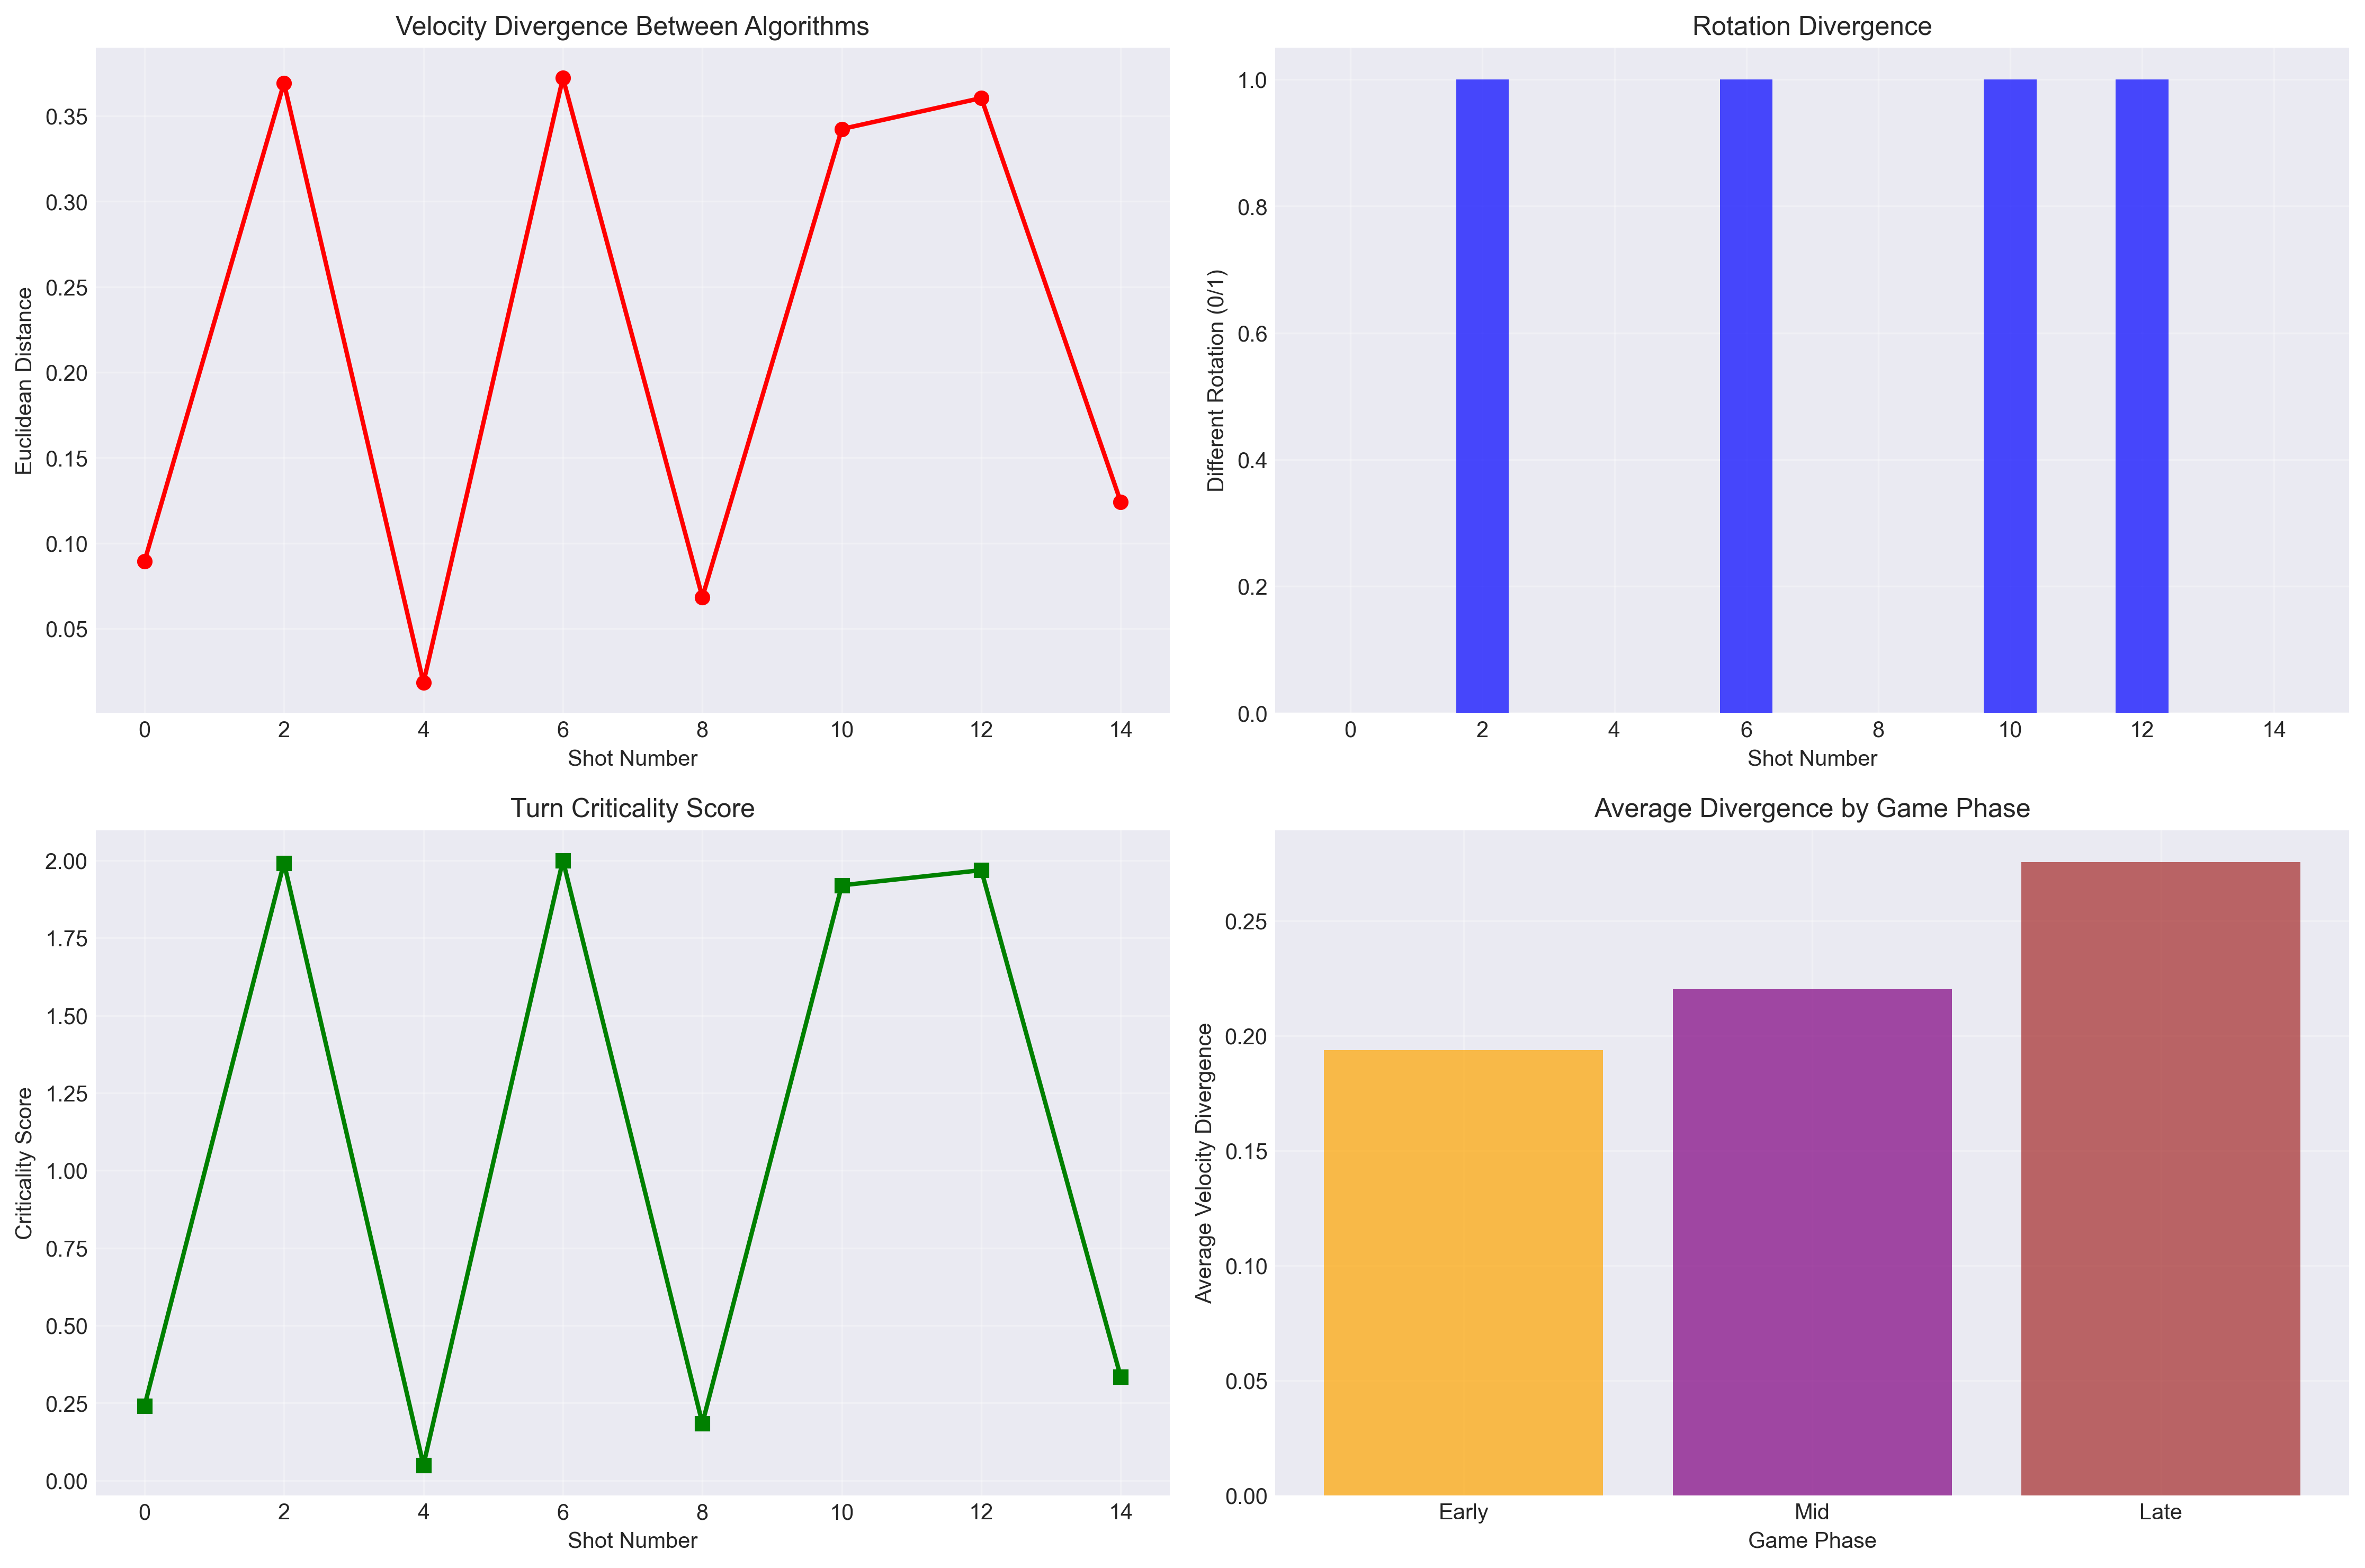 Velocity Divergence Between Algorithms
Euclidean Distance
0.35
0.30
0.25
0.20
0.15
0.10
0.05
0 2 4 6 8 10 12 14
Shot Number
Rotation Divergence
Different Rotation (0/1)
1.0
0.8
0.6
0.4
0.2
0.0
0 2 4 6 8 10 12 14
Shot Number
Turn Criticality Score
Criticality Score
2.00
1.75
1.50
1.25
1.00
0.75
0.50
0.25
0.00
0 2 4 6 8 10 12 14
Shot Number
Average Divergence by Game Phase
Average Velocity Divergence
0.25
0.20
0.15
0.10
0.05
0.00
Early Mid Late
Game Phase